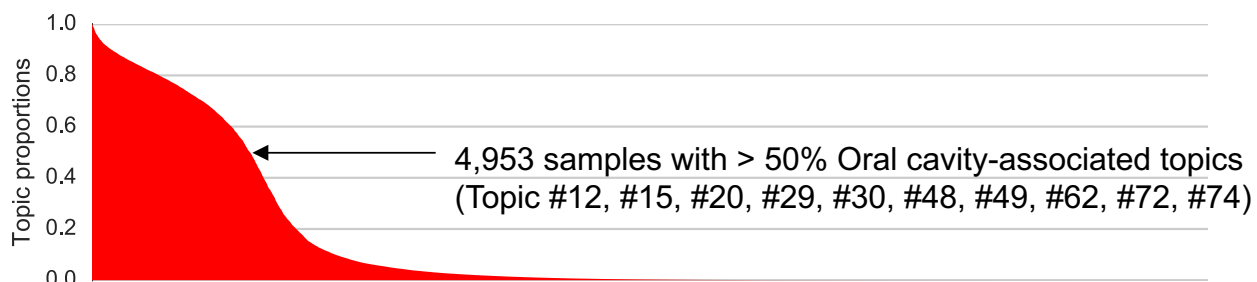 1.0
0.8
0.6
0.4
0.2
0.0
Topic proportions
4,953 samples with > 50% Oral cavity-associated topics
(Topic #12, #15, #20, #29, #30, #48, #49, #62, #72, #74)